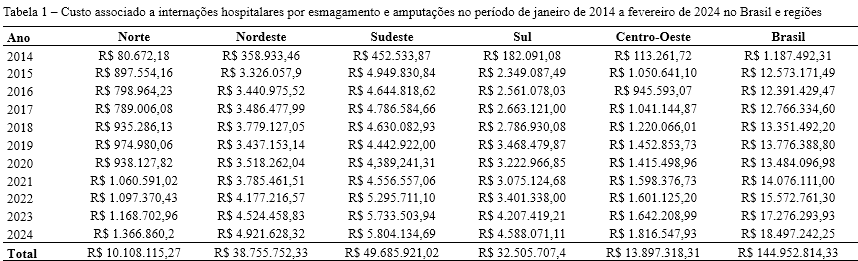 Tabela 1 – Custo associado a internações hospitalares por esmagamento e amputações no período de janeiro de 2014 a fevereiro de 2024 no Brasil e regiões
Ano Norte Nordeste Sudeste Sul Centro-Oeste Brasil
2014 R$ 80.672,18 R$ 358.933,46 R$ 452.533,87 R$ 182.091,08 R$ 113.261,72 R$ 1.187.492,31
2015 R$ 897.554,16 R$ 3.326.057,9 R$ 4.949.830,84 R$ 2.349.087,49 R$ 1.050.641,10 R$ 12.573.171,49
2016 R$ 798.964,23 R$ 3.440.975,52 R$ 4.644.818,62 R$ 2.561.078,03 R$ 945.593,07 R$ 12.391.429,47
2017 R$ 789.006,08 R$ 3.486.477,99 R$ 4.786.584,66 R$ 2.663.121,00 R$ 1.041.144,87 R$ 12.766.334,60
2018 R$ 935.286,13 R$ 3.779.127,05 R$ 4.630.082,93 R$ 2.786.930,08 R$ 1.220.066,01 R$ 13.351.492,20
2019 R$ 974.980,06 R$ 3.437.153,14 R$ 4.442.922,00 R$ 3.468.479,87 R$ 1.452.853,73 R$ 13.776.388,80
2020 R$ 938.127,82 R$ 3.518.262,04 R$ 4,389,241,31 R$ 3.222.966,85 R$ 1.415.498,96 R$ 13.484.096,98
2021 R$ 1.060.591,02 R$ 3.785.461,51 R$ 4.556.557,06 R$ 3.075.124,68 R$ 1.598.376,73 R$ 14.076.111,00
2022 R$ 1.097.370,43 R$ 4.177.216,57 R$ 5.295.711,10 R$ 3.401.338,00 R$ 1.601.125,20 R$ 15.572.761,30
2023 R$ 1.168.702,96 R$ 4.524.458,83 R$ 5.733.503,94 R$ 4.207.419,21 R$ 1.642.208,99 R$ 17.276.293,93
2024 R$ 1.366.860,2 R$ 4.921.628,32 R$ 5.804.134,69 R$ 4.588.071,11 R$ 1.816.547,93 R$ 18.497.242,25
Total R$ 10.108.115,27 R$ 38.755.752,33 R$ 49.685.921,02 R$ 32.505.707,4 R$ 13.897.318,31 R$ 144.952.814,33